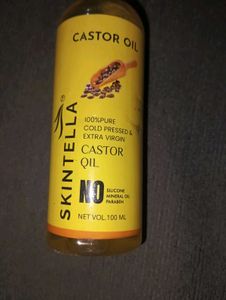 CASTOR OIL
SKINTELLA
100%PURE
COLD PRESSED &
EXTRA VIRGIN
CASTOR
OIL
NO
SILICONE
MINERAL OIL
PARABEN
NET VOL.100 ML